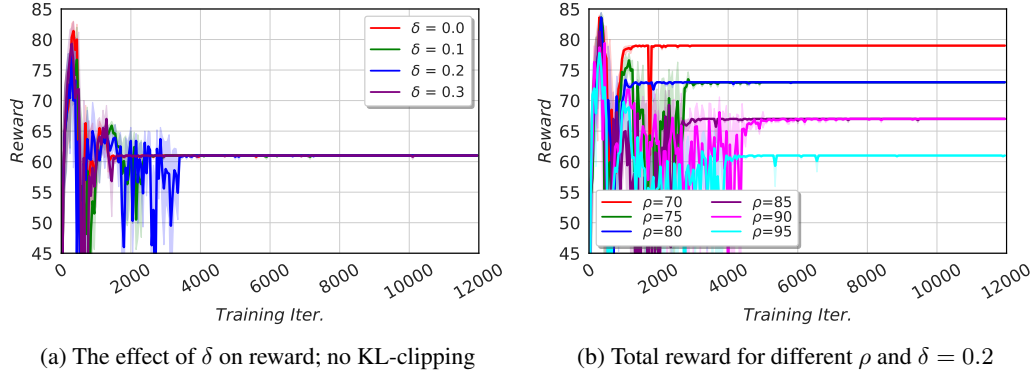 85
80
75
70
65
60
55
50
45
Reward
δ = 0.0
δ = 0.1
δ = 0.2
δ = 0.3
0
2000
4000
6000
8000
10000
12000
Training Iter.
(a) The effect of δ on reward; no KL-clipping
85
80
75
70
65
60
55
50
45
Reward
ρ=70
ρ=75
ρ=80
ρ=85
ρ=90
ρ=95
0
2000
4000
6000
8000
10000
12000
Training Iter.
(b) Total reward for different ρ and δ = 0.2